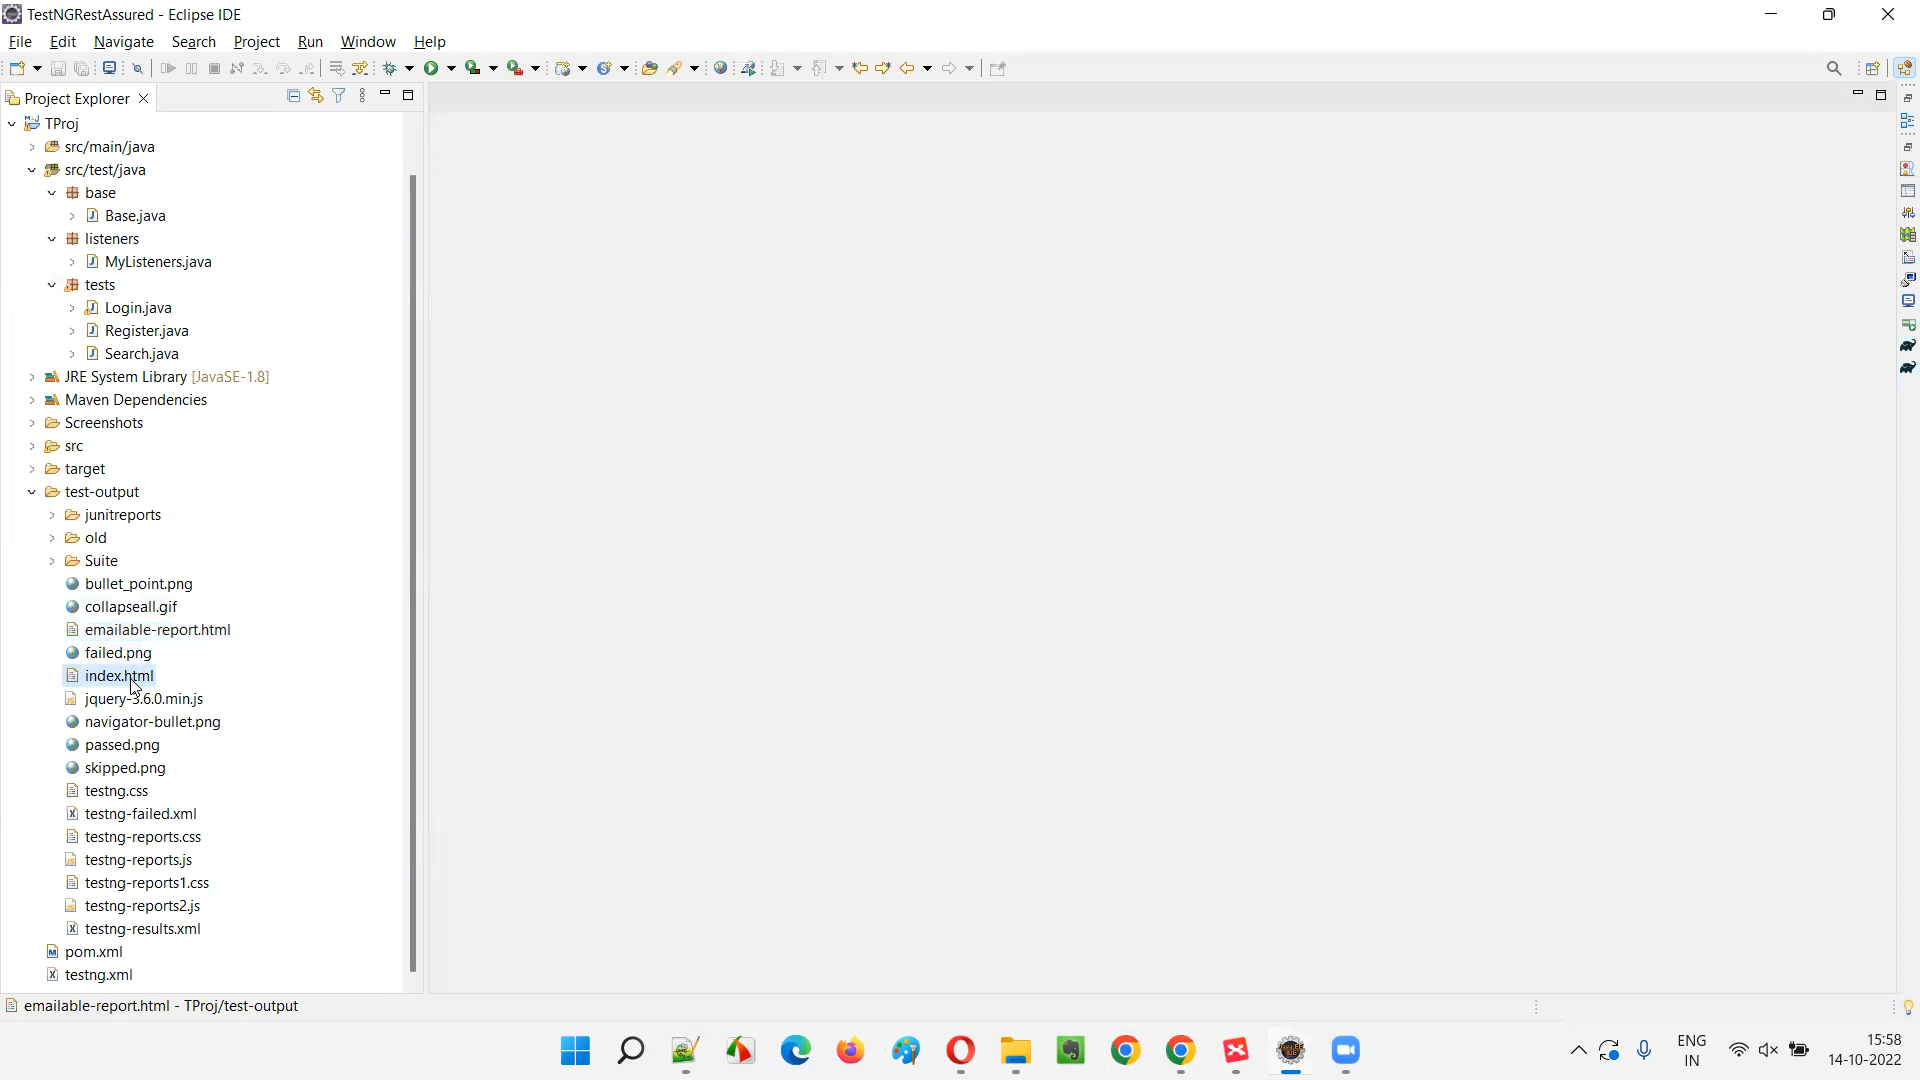 TestNGRestAssured - Eclipse IDE
File Edit Navigate Search Project Run Window Help
Project Explorer
TProj
src/main/java
src/test/java
base
Base.java
listeners
MyListeners.java
tests
Login.java
Register.java
Search.java
JRE System Library [JavaSE-1.8]
Maven Dependencies
Screenshots
src
target
test-output
junitreports
old
Suite
bullet_point.png
collapseall.gif
emailable-report.html
failed.png
index.html
jquery-3.6.0.min.js
navigator-bullet.png
passed.png
skipped.png
testng.css
testng-failed.xml
testng-reports.css
testng-reports.js
testng-reports1.css
testng-reports2.js
testng-results.xml
pom.xml
testng.xml
emailable-report.html - TProj/test-output
ENG
IN
15:58
14-10-2022